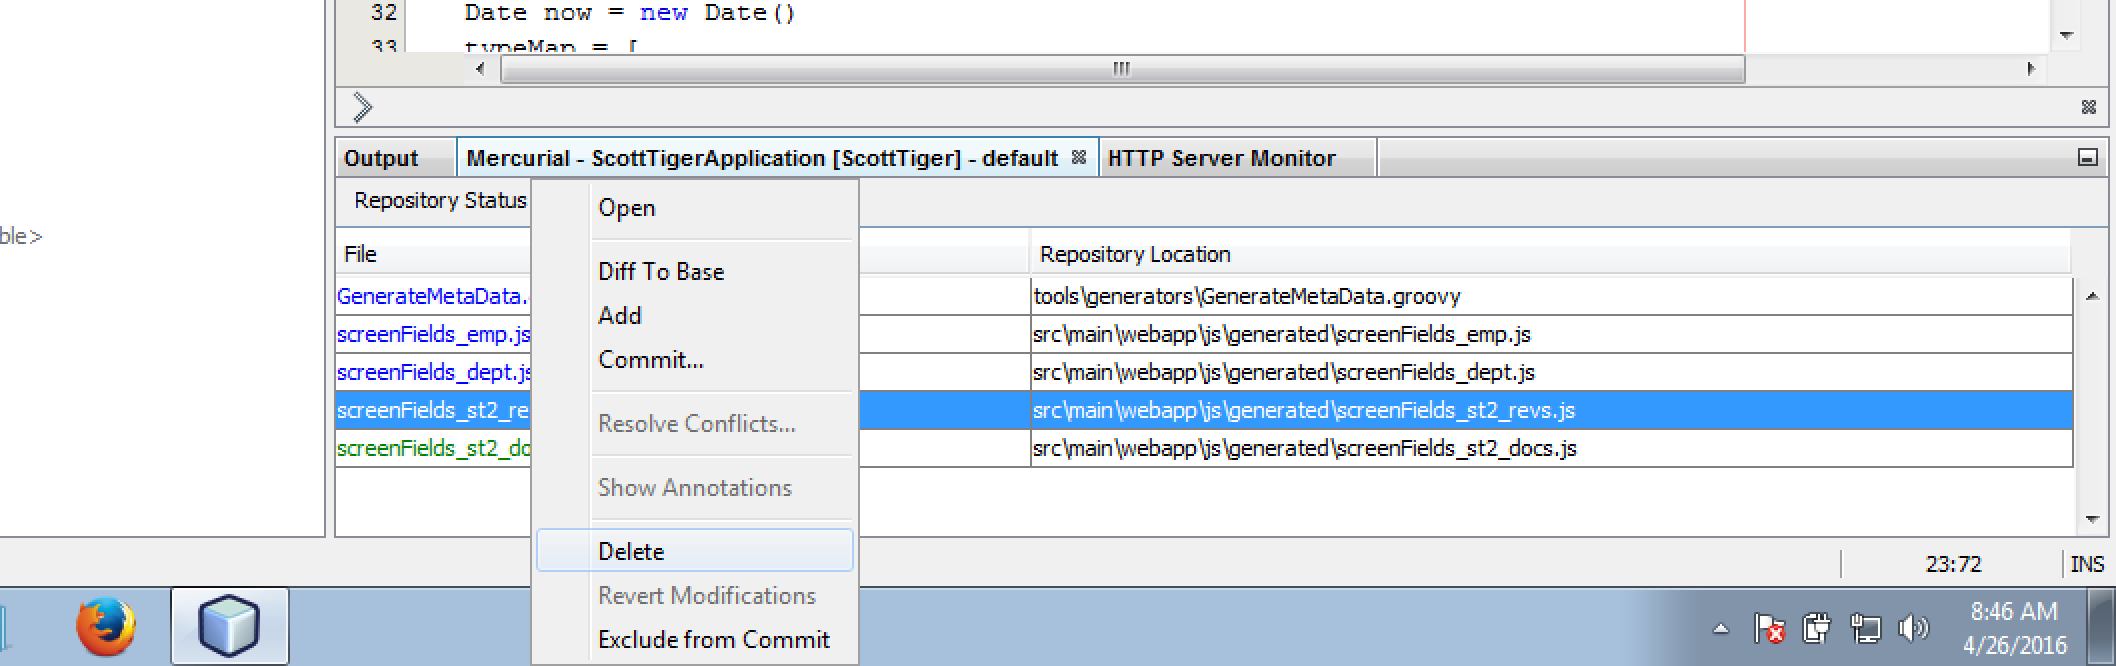 32 Date now = new Date()
33 typeMap = [
Output
Mercurial - ScottTigerApplication [ScottTiger] - default
HTTP Server Monitor
Repository Status
ble>
File
Repository Location
GenerateMetaData.
tools\generators\GenerateMetaData.groovy
screenFields_emp.js
src\main\webapp\js\generated\screenFields_emp.js
screenFields_dept.js
src\main\webapp\js\generated\screenFields_dept.js
screenFields_st2_re
src\main\webapp\js\generated\screenFields_st2_revs.js
screenFields_st2_do
src\main\webapp\js\generated\screenFields_st2_docs.js
Open
Diff To Base
Add
Commit...
Resolve Conflicts...
Show Annotations
Delete
Revert Modifications
Exclude from Commit
23:72
INS
8:46 AM
4/26/2016